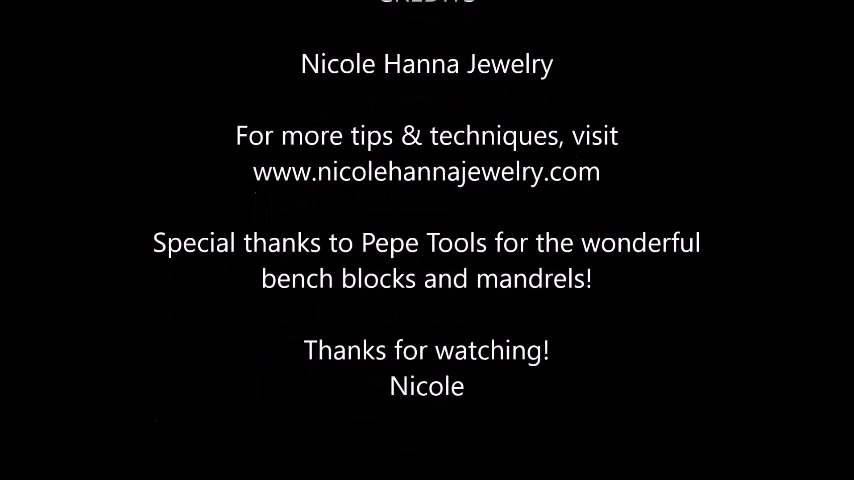 CREDITS
Nicole Hanna Jewelry
For more tips & techniques, visit
www.nicolehannajewelry.com
Special thanks to Pepe Tools for the wonderful
bench blocks and mandrels!
Thanks for watching!
Nicole